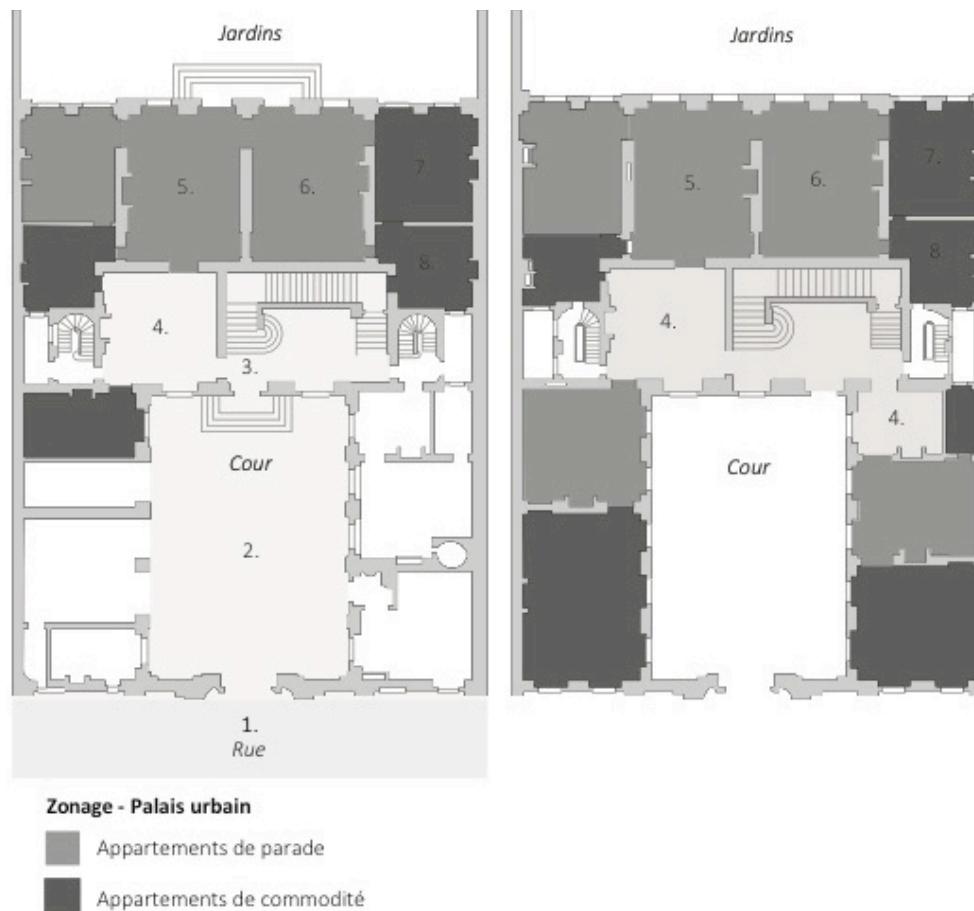 Jardins
5.
6.
7.
8.
4.
3.
Cour
2.
1.
Rue
Jardins
5.
6.
7.
8
4.
4.
Cour
Zonage - Palais urbain
Appartements de parade
Appartements de commodité